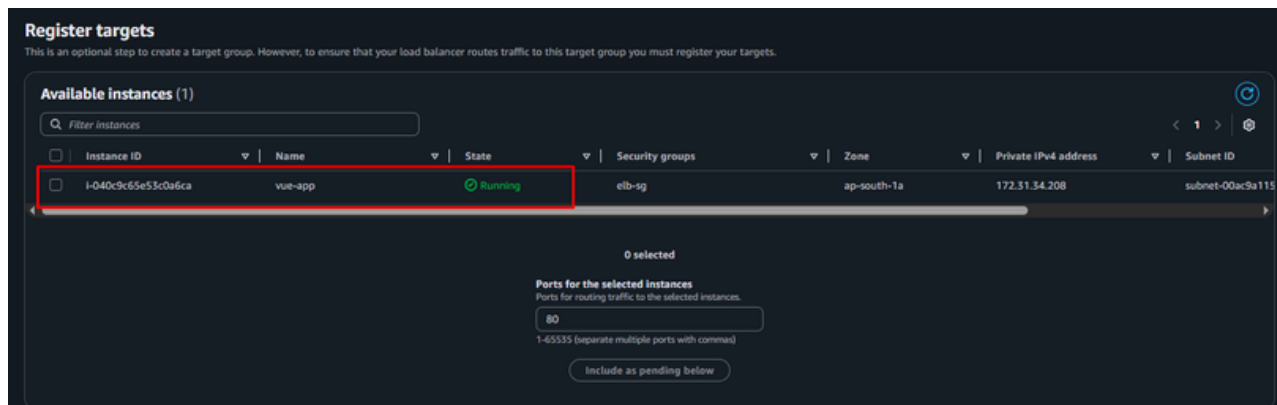 Register targets
This is an optional step to create a target group. However, to ensure that your load balancer routes traffic to this target group you must register your targets.
Available instances (1)
Filter instances
< 1 >
Instance ID Name State Security groups Zone Private IPv4 address Subnet ID
i-040c9c65e53c0a6ca vue-app Running elb-sg ap-south-1a 172.31.34.208 subnet-00ac9a115
0 selected
Ports for the selected instances
Ports for routing traffic to the selected instances.
80
1-65535 (separate multiple ports with commas)
Include as pending below